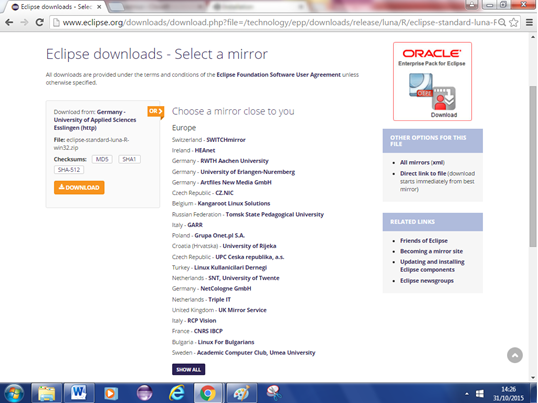 Eclipse downloads - Selec
www.eclipse.org/downloads/download.php?file=/technology/epp/downloads/release/luna/R/eclipse-standard-luna-R
Eclipse downloads - Select a mirror
All downloads are provided under the terms and conditions of the Eclipse Foundation Software User Agreement unless
otherwise specified.
Download from: Germany -
University of Applied Sciences
Esslingen (http)
File: eclipse-standard-luna-R-
win32.zip
Checksums: MD5 SHA1
SHA-512
DOWNLOAD
OR
Choose a mirror close to you
Europe
Switzerland - SWITCHmirror
Ireland - HEAnet
Germany - RWTH Aachen University
Germany - University of Erlangen-Nuremberg
Germany - Artfiles New Media GmbH
Czech Republic - CZ.NIC
Belgium - Kangaroot Linux Solutions
Russian Federation - Tomsk State Pedagogical University
Italy - GARR
Poland - Grupa Onet.pl S.A.
Croatia (Hrvatska) - University of Rijeka
Czech Republic - UPC Ceska republika, a.s.
Turkey - Linux Kullanicilari Dernegi
Netherlands - SNT, University of Twente
Germany - NetCologne GmbH
Netherlands - Triple IT
United Kingdom - UK Mirror Service
Italy - RCP Vision
France - CNRS IBCP
Bulgaria - Linux For Bulgarians
Sweden - Academic Computer Club, Umea University
SHOW ALL
ORACLE
Enterprise Pack for Eclipse
Download
OTHER OPTIONS FOR THIS
FILE
All mirrors (xml)
Direct link to file (download
starts immediately from best
mirror)
RELATED LINKS
Friends of Eclipse
Becoming a mirror site
Updating and installing
Eclipse components
Eclipse newsgroups
14:26
31/10/2015